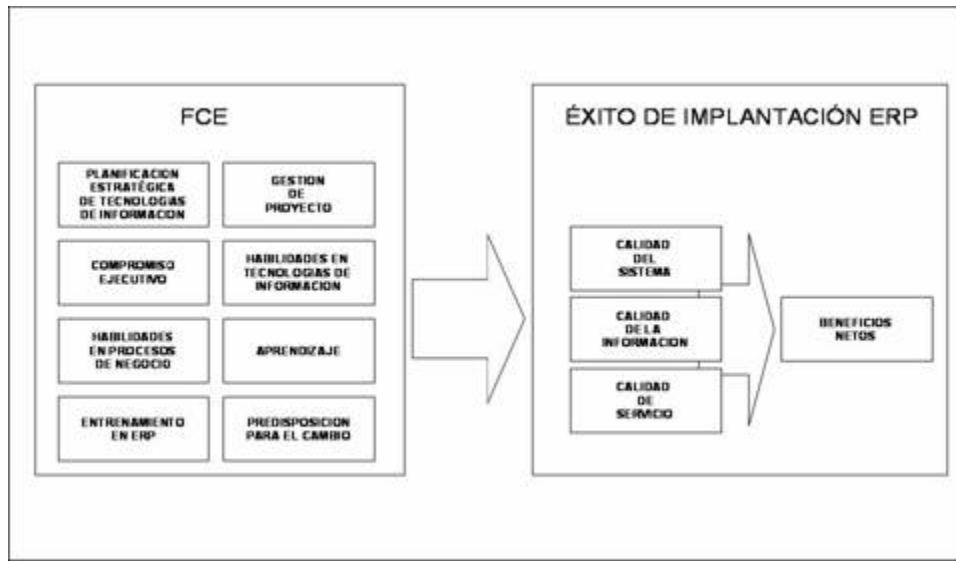 FCE
PLANIFICACION
ESTRATÉGICA
DE TECNOLOGIAS
DE INFORMACION
GESTION
DE
PROYECTO
COMPROMISO
EJECUTIVO
HABILIDADES EN
TECNOLOGIAS DE
INFORMACION
HABILIDADES
EN PROCESOS
DE NEGOCIO
APRENDIZAJE
ENTRENAMIENTO
EN ERP
PREDISPOSICION
PARA EL CAMBIO
ÉXITO DE IMPLANTACIÓN ERP
CALIDAD
DEL
SISTEMA
CALIDAD
DE LA
INFORMACION
CALIDAD
DE
SERVICIO
BENEFICIOS
NETOS